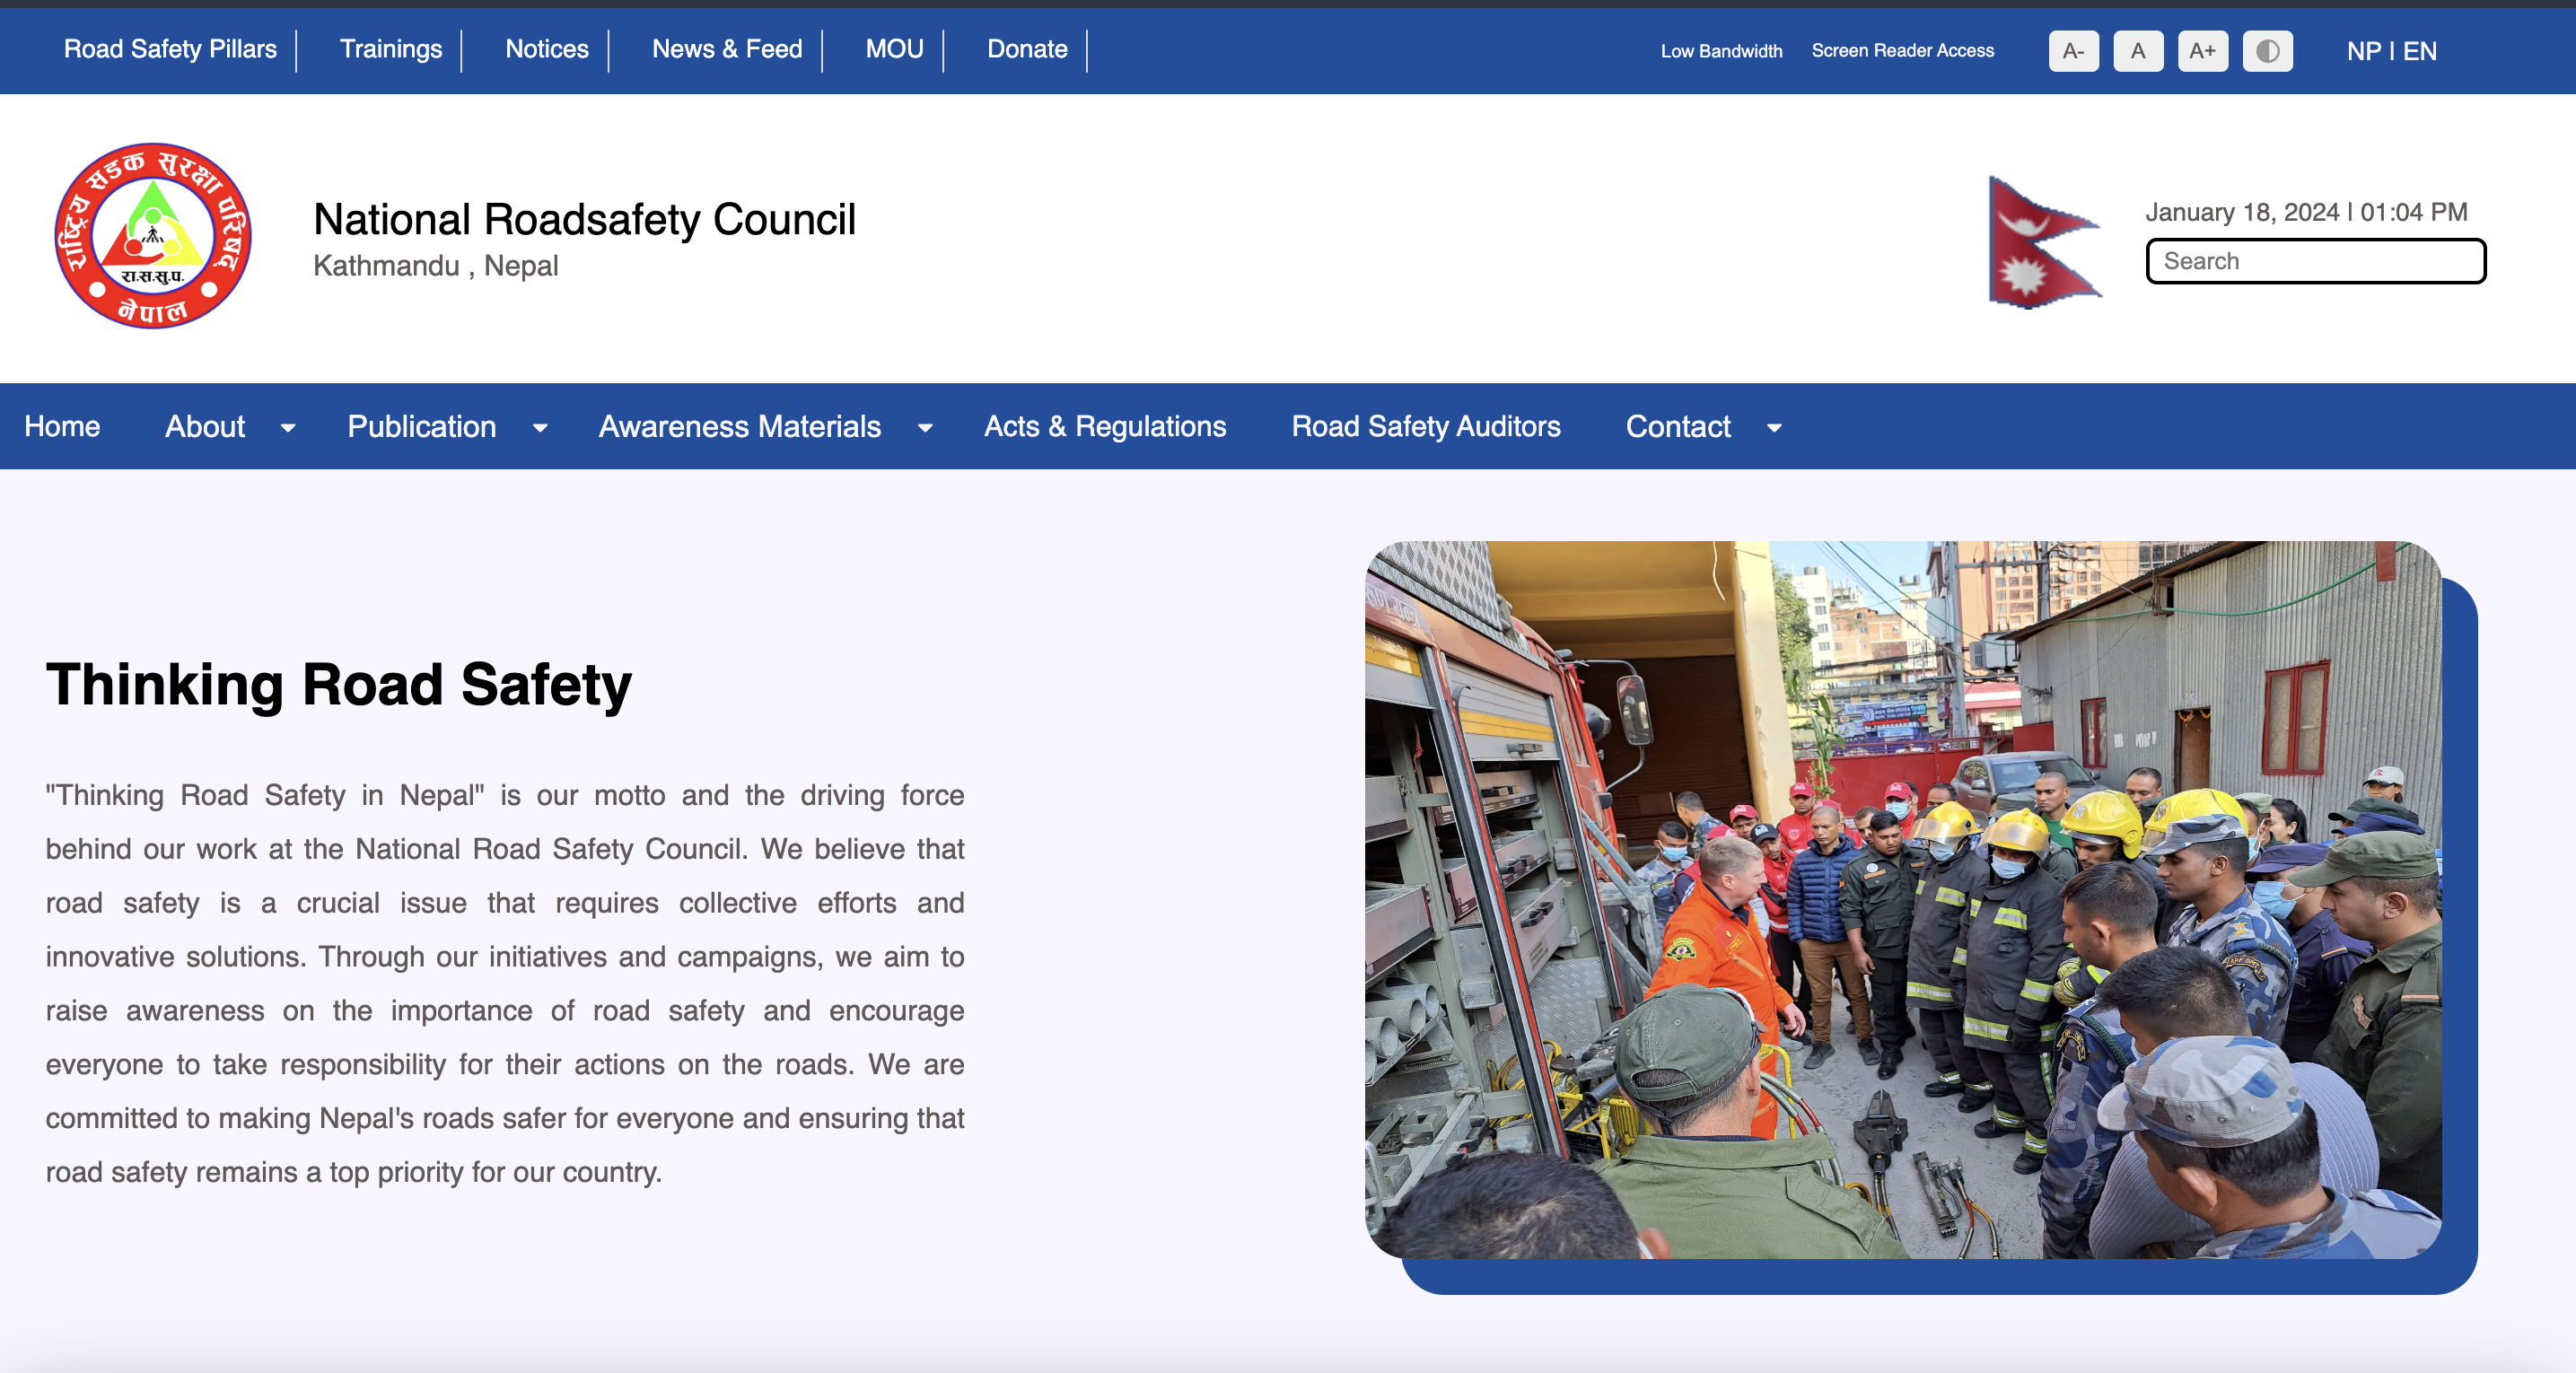 Road Safety Pillars
Trainings
Notices
News & Feed
MOU
Donate
Low Bandwidth
Screen Reader Access
A-
A
A+
NP | EN
राष्ट्रिय सडक सुरक्षा परिषद्
रा.स.सु.प.
नेपाल
National Roadsafety Council
Kathmandu , Nepal
January 18, 2024 | 01:04 PM
Search
Home
About
Publication
Awareness Materials
Acts & Regulations
Road Safety Auditors
Contact
Thinking Road Safety
"Thinking Road Safety in Nepal" is our motto and the driving force
behind our work at the National Road Safety Council. We believe that
road safety is a crucial issue that requires collective efforts and
innovative solutions. Through our initiatives and campaigns, we aim to
raise awareness on the importance of road safety and encourage
everyone to take responsibility for their actions on the roads. We are
committed to making Nepal's roads safer for everyone and ensuring that
road safety remains a top priority for our country.